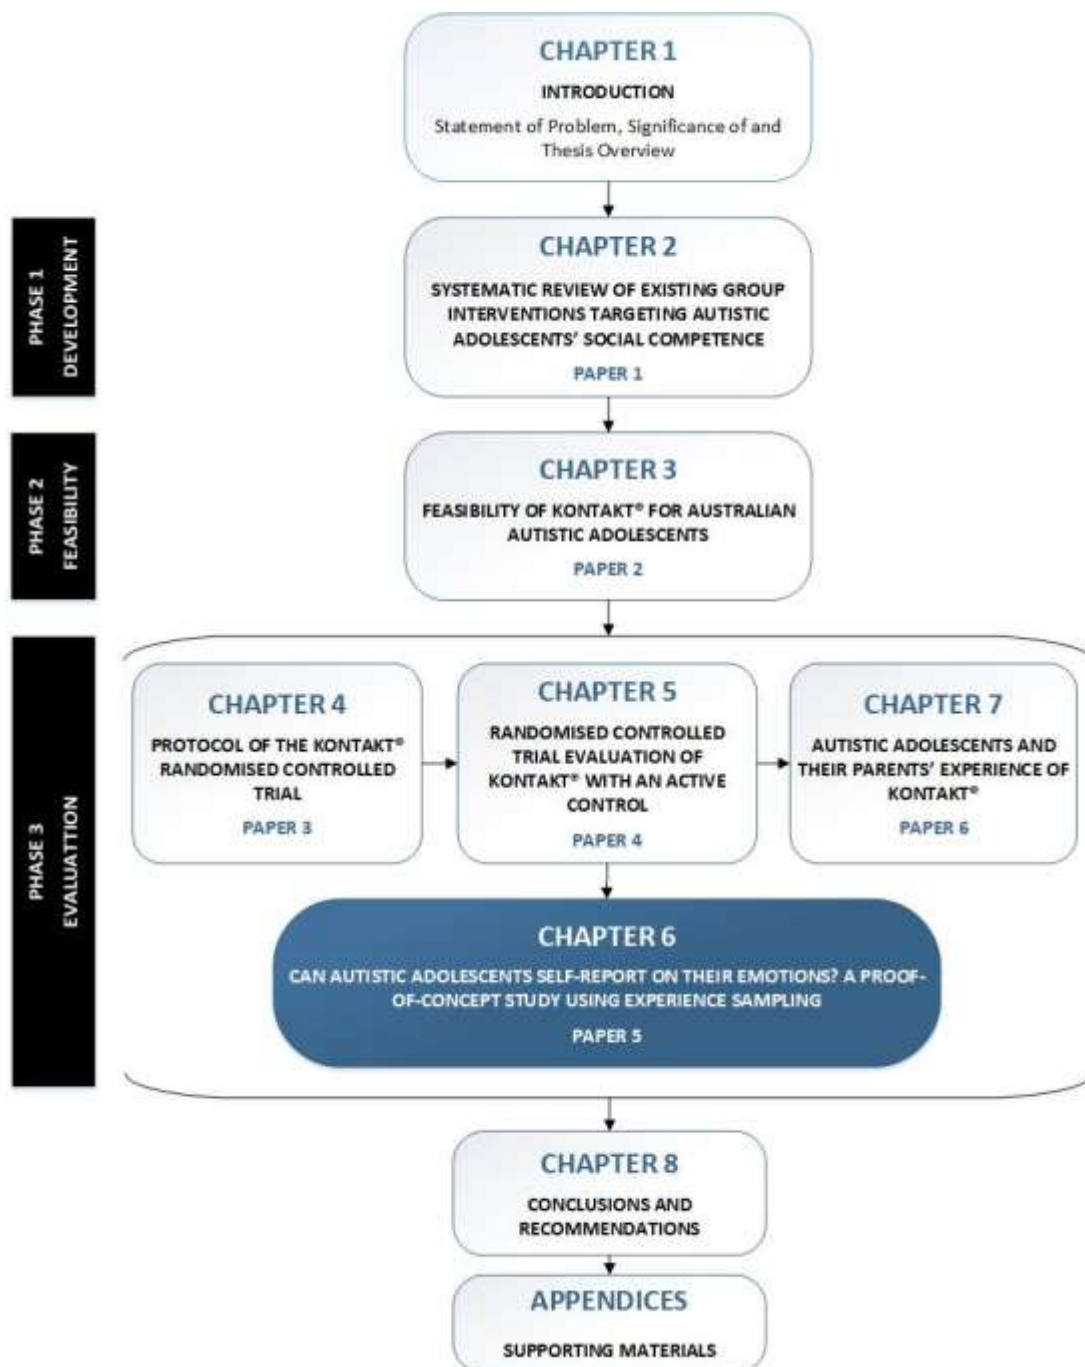 CHAPTER 1
INTRODUCTION
Statement of Problem, Significance of and
Thesis Overview
PHASE 1
DEVELOPMENT
CHAPTER 2
SYSTEMATIC REVIEW OF EXISTING GROUP
INTERVENTIONS TARGETING AUTISTIC
ADOLESCENTS' SOCIAL COMPETENCE
PAPER 1
PHASE 2
FEASIBILITY
CHAPTER 3
FEASIBILITY OF KONTAKT® FOR AUSTRALIAN
AUTISTIC ADOLESCENTS
PAPER 2
PHASE 3
EVALUATTION
CHAPTER 4
PROTOCOL OF THE KONTAKT®
RANDOMISED CONTROLLED
TRIAL
PAPER 3
CHAPTER 5
RANDOMISED CONTROLLED
TRIAL EVALUATION OF
KONTAKT® WITH AN ACTIVE
CONTROL
PAPER 4
CHAPTER 7
AUTISTIC ADOLESCENTS AND
THEIR PARENTS' EXPERIENCE OF
KONTAKT®
PAPER 6
CHAPTER 6
CAN AUTISTIC ADOLESCENTS SELF-REPORT ON THEIR EMOTIONS? A PROOF-
OF-CONCEPT STUDY USING EXPERIENCE SAMPLING
PAPER 5
CHAPTER 8
CONCLUSIONS AND
RECOMMENDATIONS
APPENDICES
SUPPORTING MATERIALS